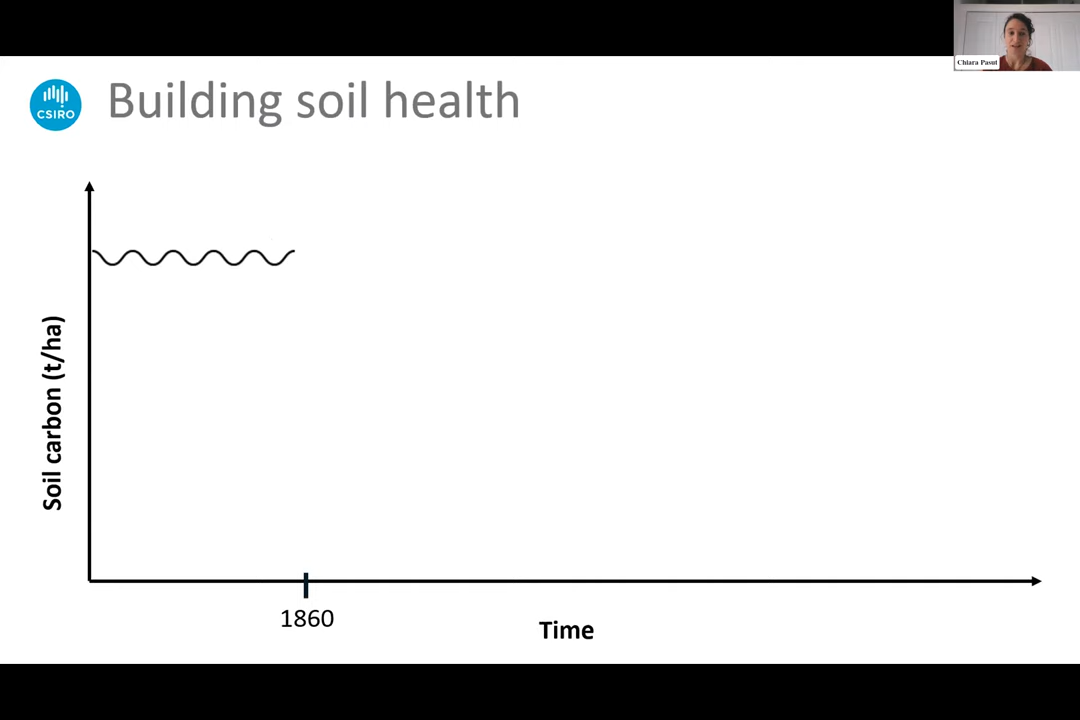 Chiara Pasut
CSIRO
Building soil health
Soil carbon (t/ha)
1860
Time